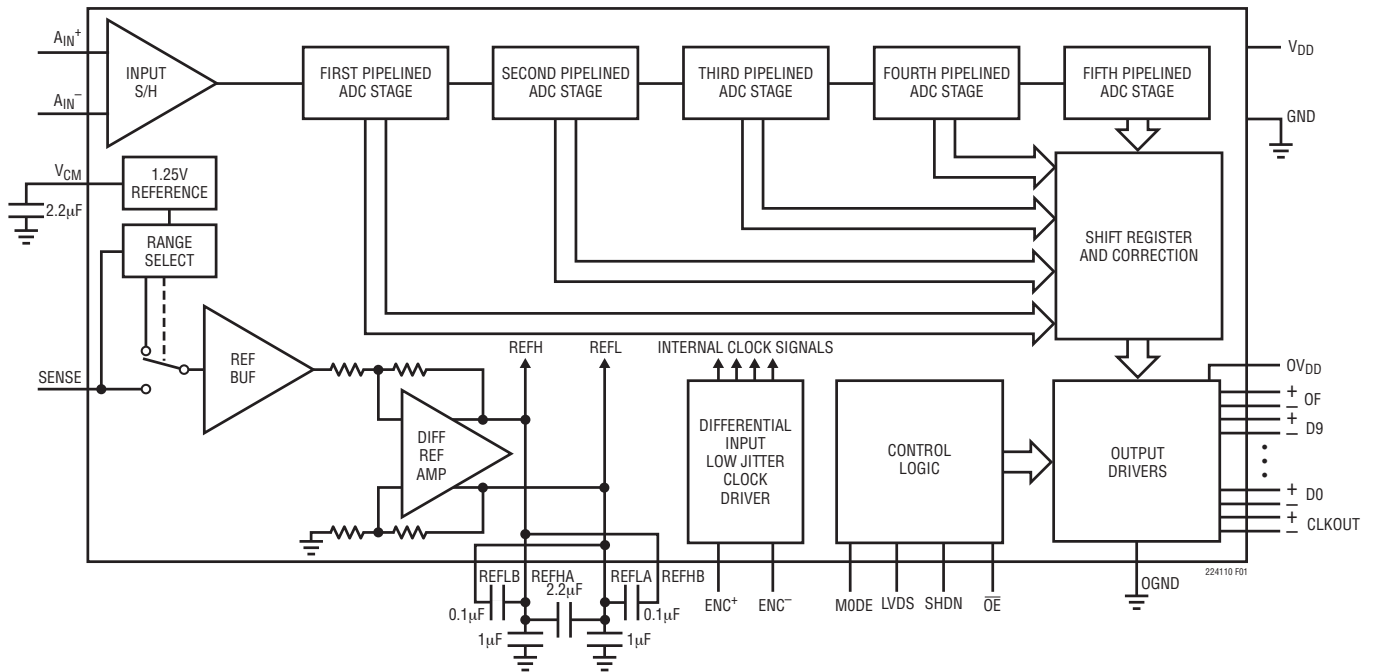 AIN+
AIN−
INPUT
S/H
FIRST PIPELINED
ADC STAGE
SECOND PIPELINED
ADC STAGE
THIRD PIPELINED
ADC STAGE
FOURTH PIPELINED
ADC STAGE
FIFTH PIPELINED
ADC STAGE
VDD
GND
VCM
2.2µF
1.25V
REFERENCE
RANGE
SELECT
SHIFT REGISTER
AND CORRECTION
SENSE
REF
BUF
DIFF
REF
AMP
REFH
REFL
INTERNAL CLOCK SIGNALS
DIFFERENTIAL
INPUT
LOW JITTER
CLOCK
DRIVER
CONTROL
LOGIC
OUTPUT
DRIVERS
OVDD
+
− OF
+
− D9
+
− D0
+
− CLKOUT
224110 F01
REFLB
REFHA
REFLA
REFHB
2.2µF
0.1µF
0.1µF
1µF
1µF
ENC+
ENC−
M0DE
LVDS
SHDN
O̅E̅
OGND